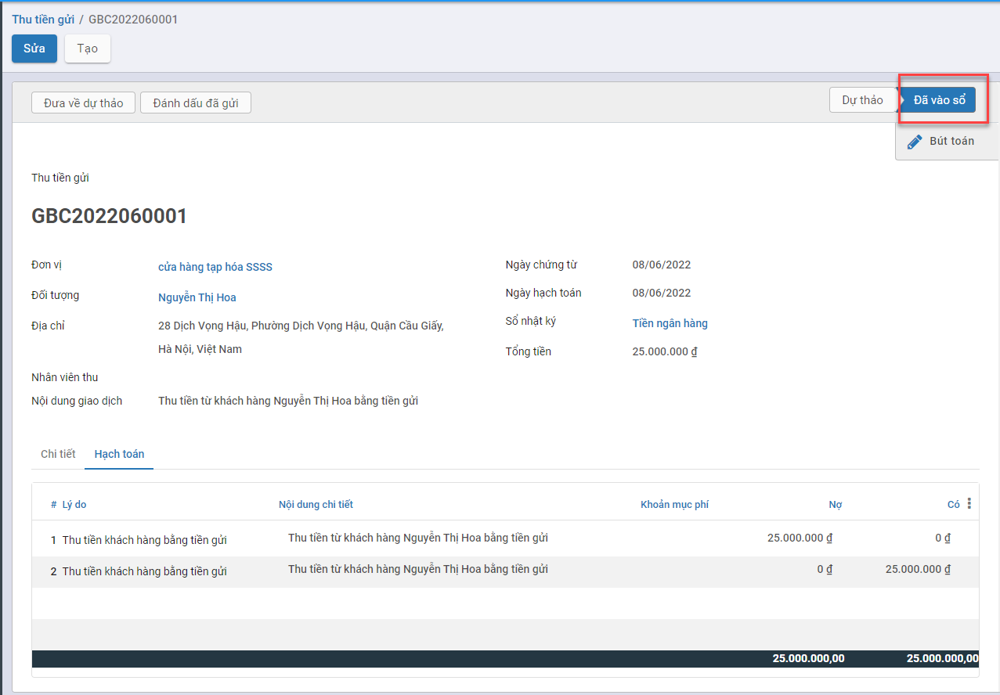 Thu tiền gửi / GBC2022060001
Sửa Tạo
Đưa về dự thảo Đánh dấu đã gửi Dự thảo Đã vào sổ
Bút toán
Thu tiền gửi
GBC2022060001
Đơn vị cửa hàng tạp hóa SSSS Ngày chứng từ 08/06/2022
Đối tượng Nguyễn Thị Hoa Ngày hạch toán 08/06/2022
Địa chỉ 28 Dịch Vọng Hậu, Phường Dịch Vọng Hậu, Quận Cầu Giấy, Sổ nhật ký Tiền ngân hàng
Hà Nội, Việt Nam Tổng tiền 25.000.000 ₫
Nhân viên thu
Nội dung giao dịch Thu tiền từ khách hàng Nguyễn Thị Hoa bằng tiền gửi
Chi tiết Hạch toán
# Lý do Nội dung chi tiết Khoản mục phí Nợ Có
1 Thu tiền khách hàng bằng tiền gửi Thu tiền từ khách hàng Nguyễn Thị Hoa bằng tiền gửi 25.000.000 ₫ 0 ₫
2 Thu tiền khách hàng bằng tiền gửi Thu tiền từ khách hàng Nguyễn Thị Hoa bằng tiền gửi 0 ₫ 25.000.000 ₫
25.000.000,00 25.000.000,00